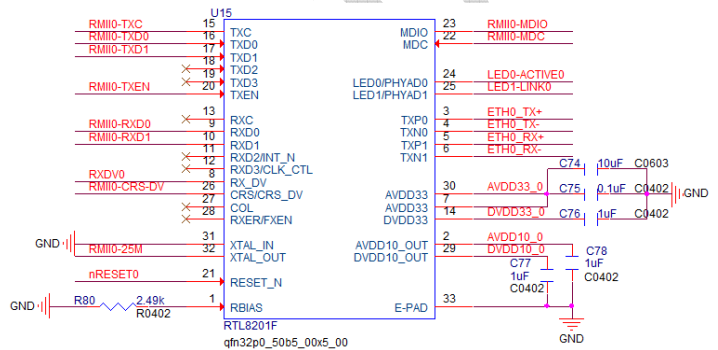 U15
RMII0-TXC 15 TXC MDIO 23 RMII0-MDIO
RMII0-TXD0 16 TXD0 MDC 22 RMII0-MDC
RMII0-TXD1 17 TXD1
18 TXD2
19 TXD3 LED0/PHYAD0 24 LED0-ACTIVE0
RMII0-TXEN 20 TXEN LED1/PHYAD1 25 LED1-LINK0
13 RXC TXP0 3 ETH0_TX+
RMII0-RXD0 9 RXD0 TXN0 4 ETH0_TX-
RMII0-RXD1 10 RXD1 TXP1 5 ETH0_RX+
11 RXD2/INT_N TXN1 6 ETH0_RX-
12 RXD3/CLK_CTL C74 10uF C0603
RXDV0 8 RX_DV
RMII0-CRS-DV 26 CRS/CRS_DV AVDD33 30 AVDD33_0 C75 0.1uF C0402 GND
27 COL AVDD33 7
28 RXER/FXEN DVDD33 14 DVDD33_0 C76 1uF C0402
GND 31 XTAL_IN AVDD10_OUT 2 AVDD10_0 C78
RMII0-25M 32 XTAL_OUT DVDD10_OUT 29 DVDD10_0 C77 1uF
1uF C0402
nRESET0 21 RESET_N C0402
GND R80 2.49k 1 RBIAS E-PAD 33
R0402
RTL8201F GND
qfn32p0_50b5_00x5_00